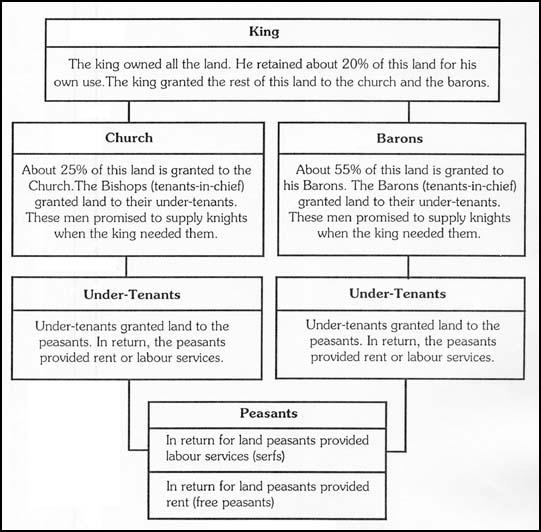 King
The king owned all the land. He retained about 20% of this land for his
own use.The king granted the rest of this land to the church and the barons.
Church
About 25% of this land is granted to the
Church.The Bishops (tenants-in-chief)
granted land to their under-tenants.
These men promised to supply knights
when the king needed them.
Barons
About 55% of this land is granted to
his Barons. The Barons (tenants-in-chief)
granted land to their under-tenants.
These men promised to supply knights
when the king needed them.
Under-Tenants
Under-tenants granted land to the
peasants. In return, the peasants
provided rent or labour services.
Under-Tenants
Under-tenants granted land to the
peasants. In return, the peasants
provided rent or labour services.
Peasants
In return for land peasants provided
labour services (serfs)
In return for land peasants provided
rent (free peasants)